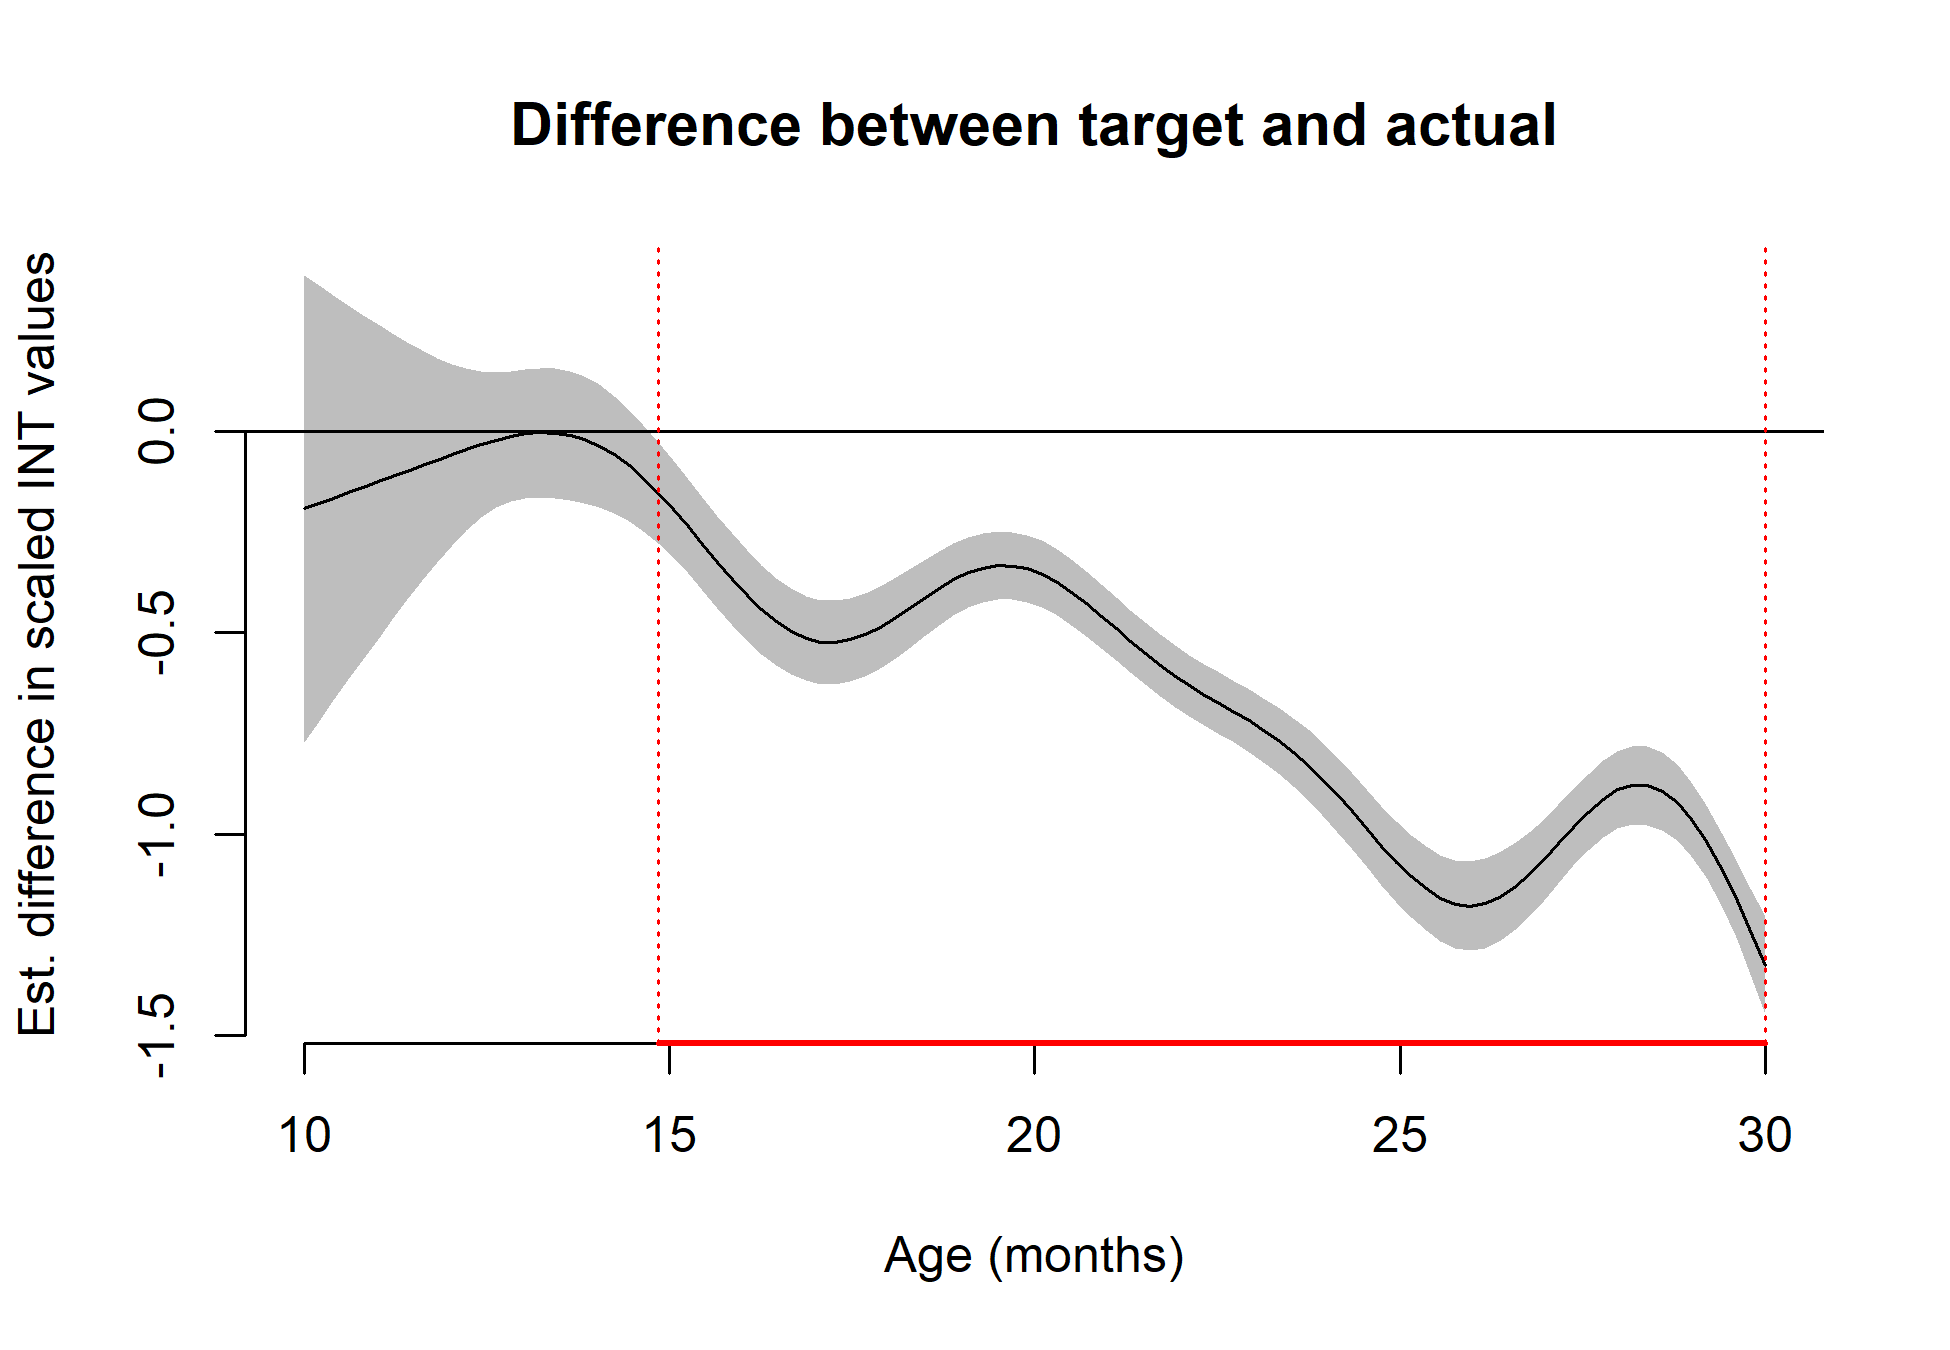 Difference between target and actual
Est. difference in scaled INT values
0.0
-0.5
-1.0
-1.5
10 15 20 25 30
Age (months)